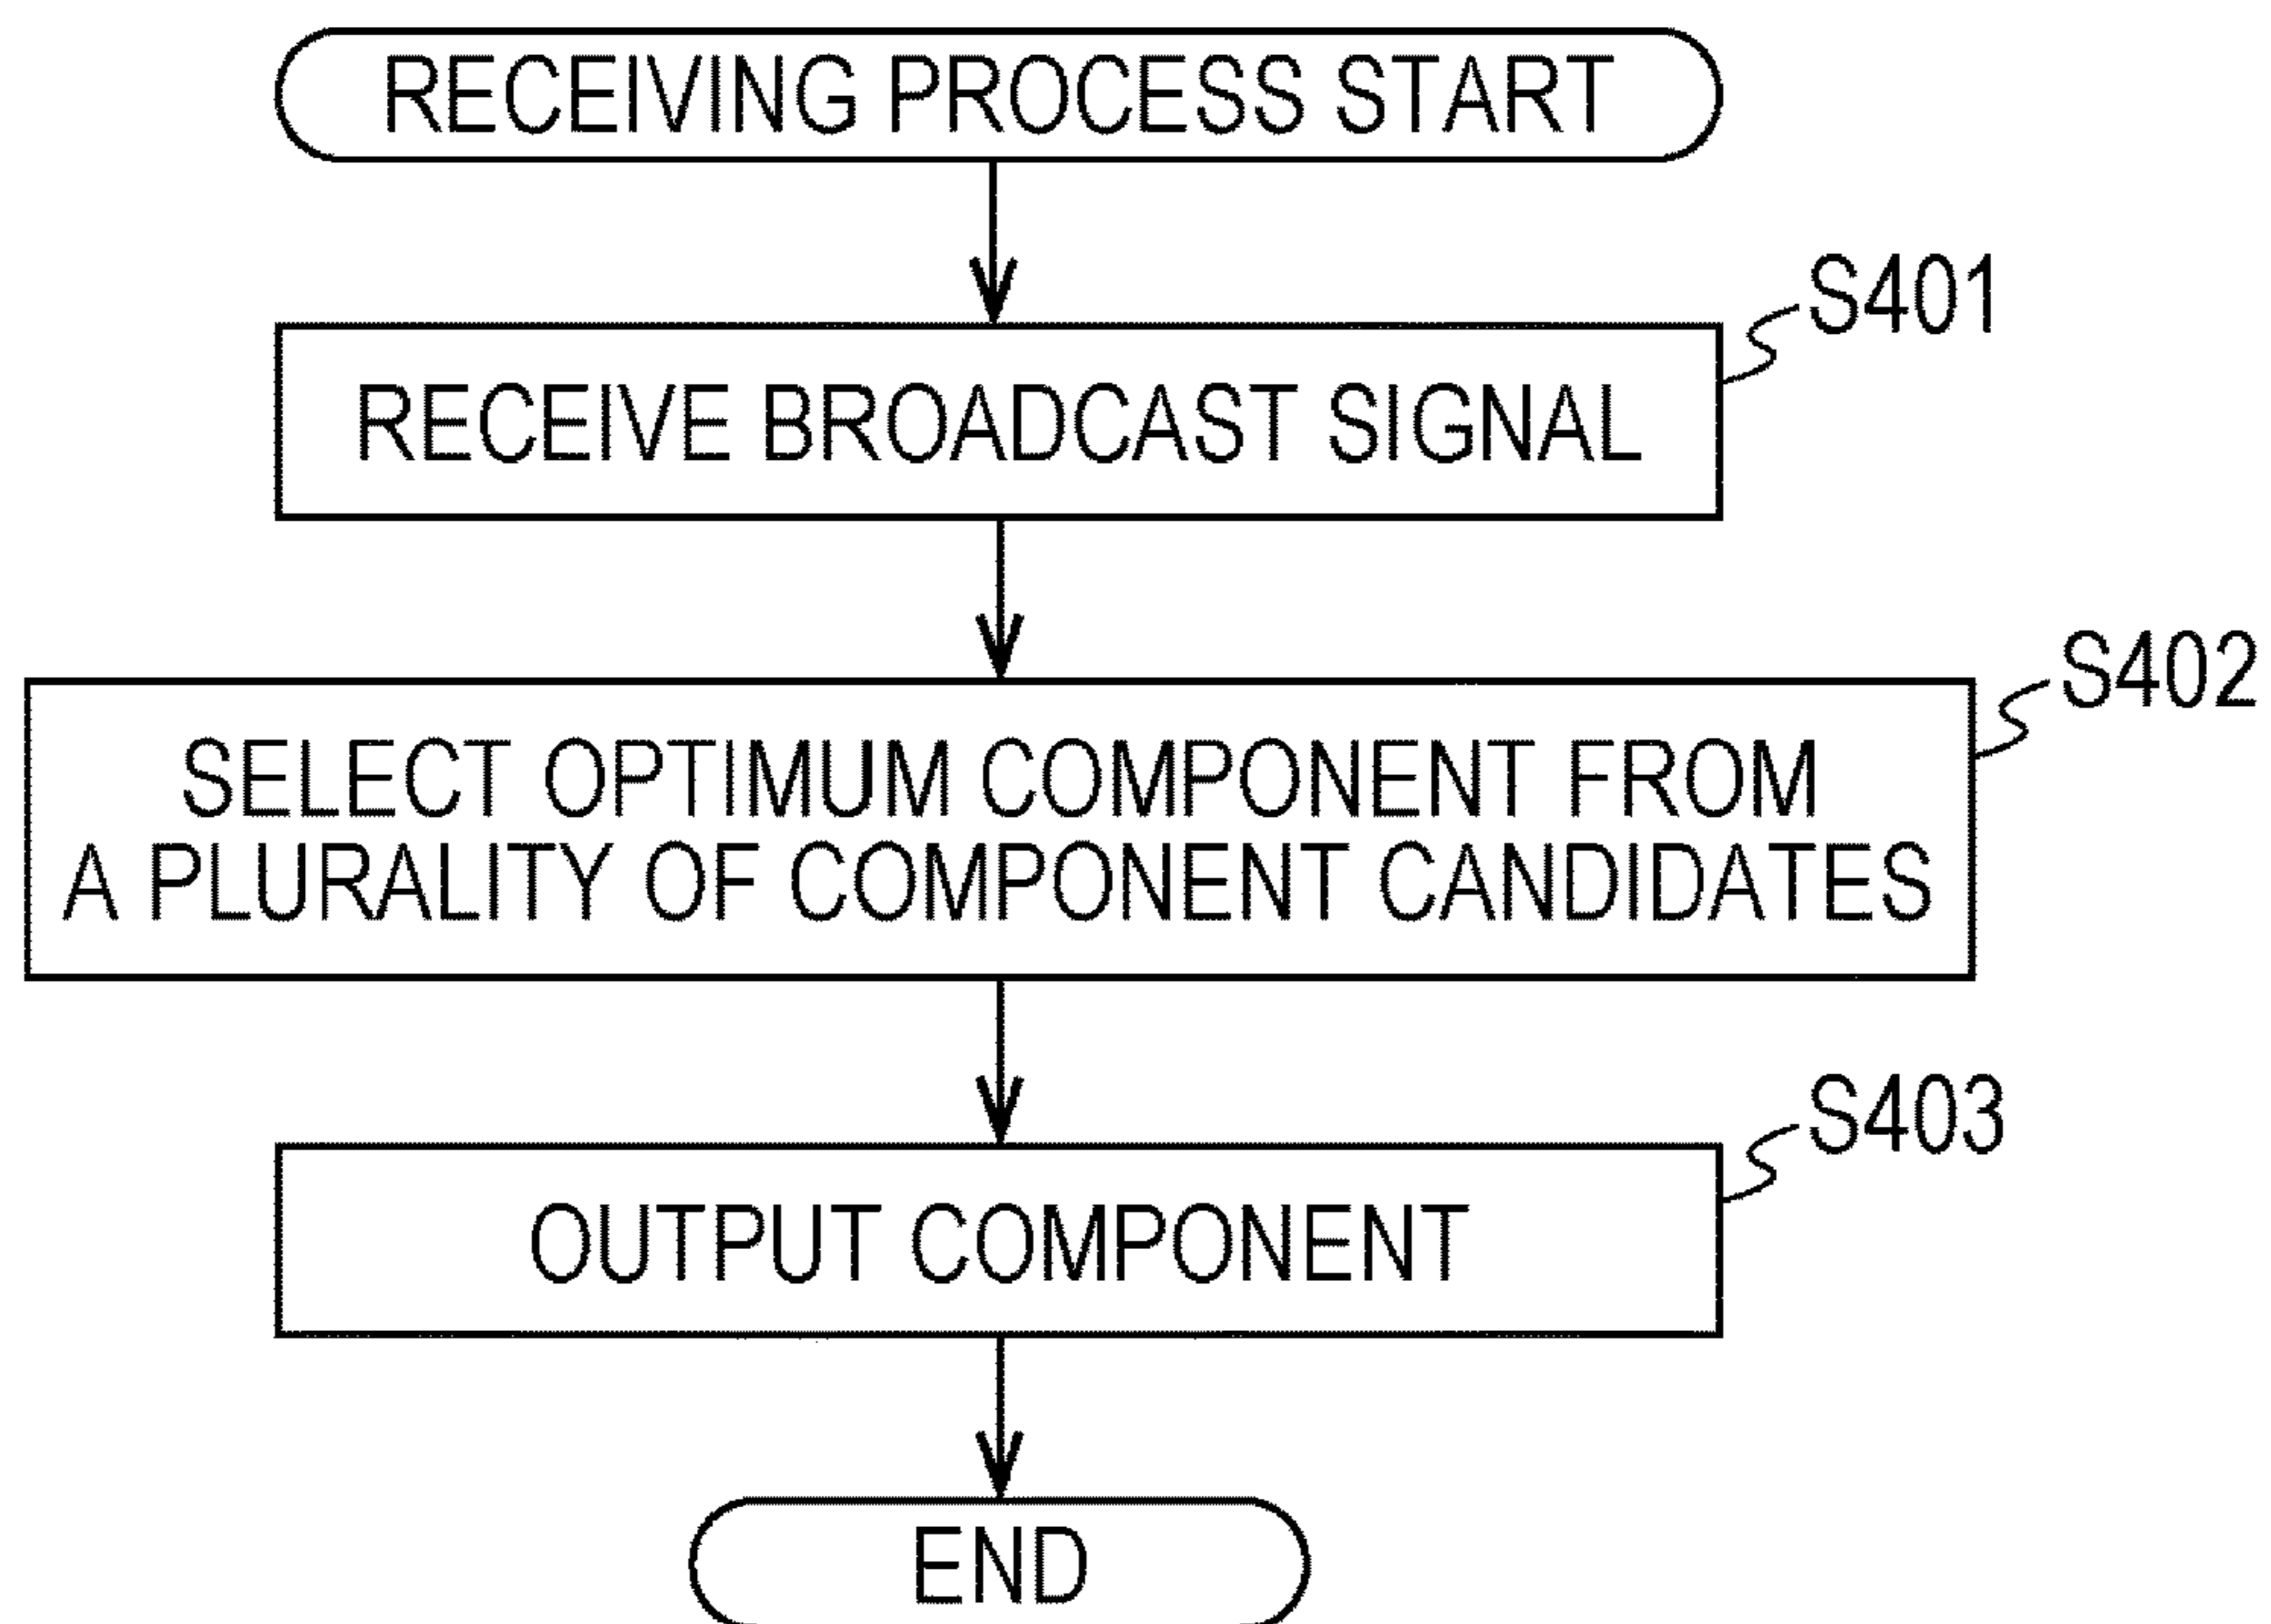 RECEIVING PROCESS START
S401
RECEIVE BROADCAST SIGNAL
S402
SELECT OPTIMUM COMPONENT FROM
A PLURALITY OF COMPONENT CANDIDATES
S403
OUTPUT COMPONENT
END